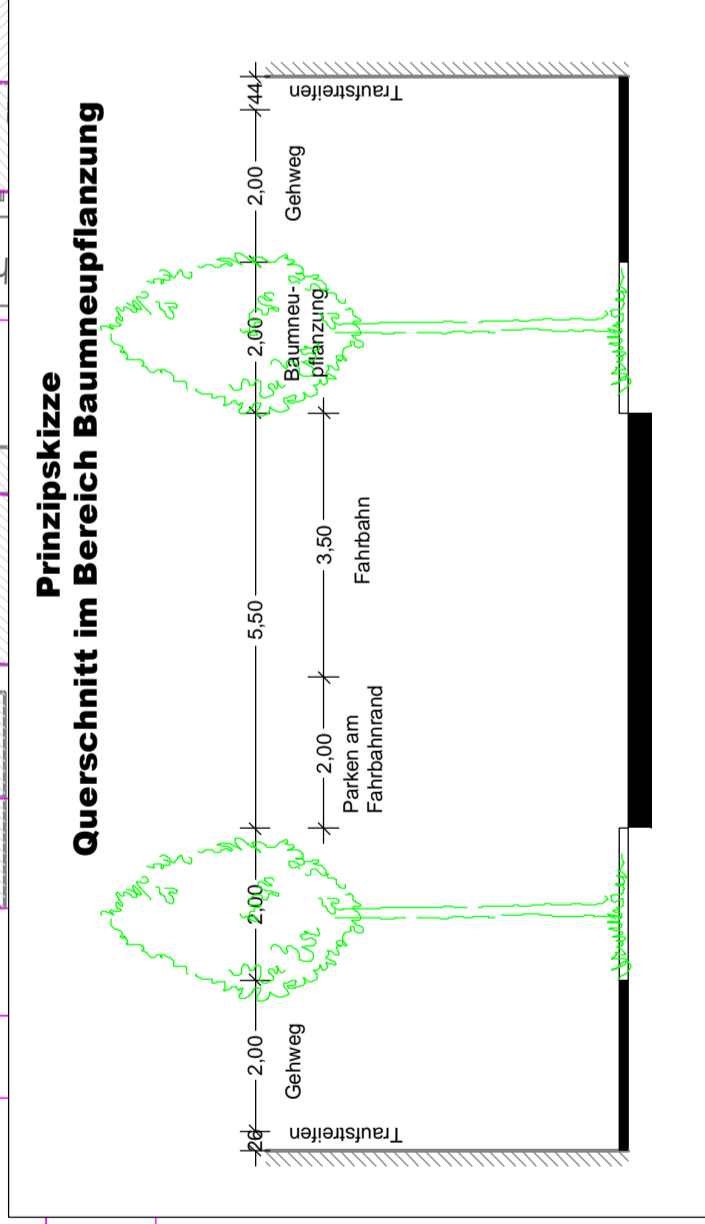 Prinzipskizze
Querschnitt im Bereich Baumneupflanzung
26
2,00
2,00
5,50
2,00
2,00
44
2,00
3,50
Traufstreifen
Gehweg
Parken am
Fahrbahnrand
Fahrbahn
Baumneu-
pflanzung
Gehweg
Traufstreifen